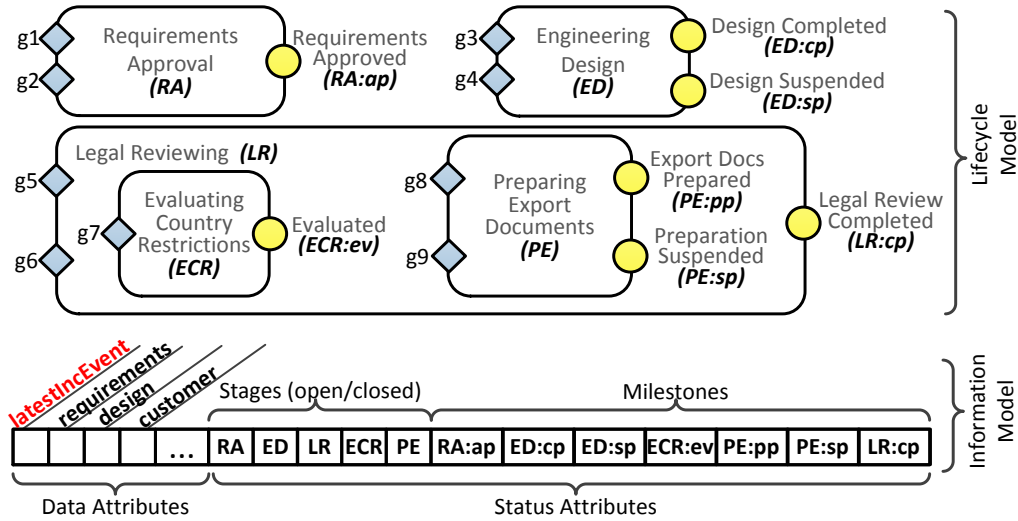 g1
g2
Requirements
Approval
(RA)
Requirements
Approved
(RA:ap)
g3
g4
Engineering
Design
(ED)
Design Completed
(ED:cp)
Design Suspended
(ED:sp)
g5
g6
Legal Reviewing (LR)
g7
Evaluating
Country
Restrictions
(ECR)
Evaluated
(ECR:ev)
g8
g9
Preparing
Export
Documents
(PE)
Export Docs
Prepared
(PE:pp)
Preparation
Suspended
(PE:sp)
Legal Review
Completed
(LR:cp)
Lifecycle
Model
latestIncEvent
requirements
design
customer
Stages (open/closed)
Milestones
... RA ED LR ECR PE RA:ap ED:cp ED:sp ECR:ev PE:pp PE:sp LR:cp
Data Attributes
Status Attributes
Information
Model